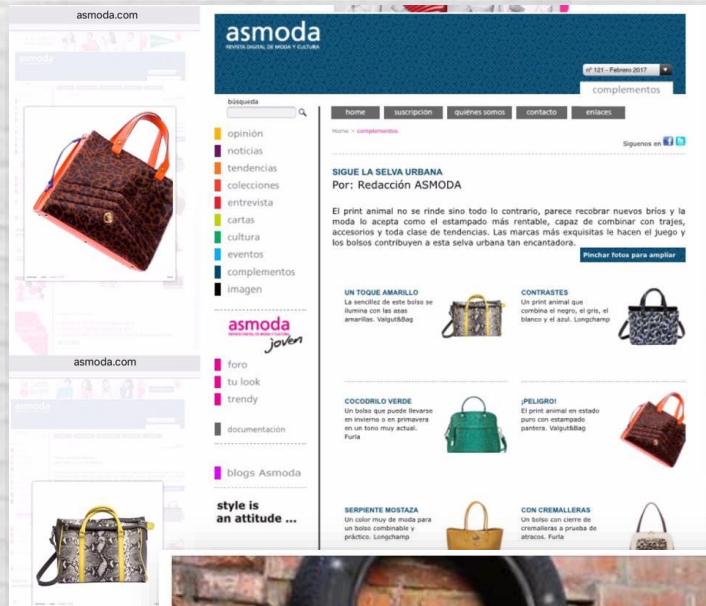 asmoda.com
asmoda
REVISTA DIGITAL DE MODA Y CULTURA
nº 121 - Febrero 2017
complementos
búsqueda
home
suscripción
quiénes somos
contacto
enlaces
Home > complementos
Síguenos en
opinión
noticias
tendencias
colecciones
entrevista
cartas
cultura
eventos
complementos
imagen
asmoda
REVISTA DIGITAL DE MODA Y CULTURA
joven
foro
tu look
trendy
documentación
blogs Asmoda
style is
an attitude ...
SIGUE LA SELVA URBANA
Por: Redacción ASMODA
El print animal no se rinde sino todo lo contrario, parece recobrar nuevos bríos y la
moda lo acepta como el estampado más rentable, capaz de combinar con trajes,
accesorios y toda clase de tendencias. Las marcas más exquisitas le hacen el juego y
los bolsos contribuyen a esta selva urbana tan encantadora.
Pinchar fotos para ampliar
UN TOQUE AMARILLO
La sencillez de este bolso se
ilumina con las asas
amarillas. Valgut&Bag
CONTRASTES
Un print animal que
combina el negro, el gris, el
blanco y el azul. Longchamp
COCODRILO VERDE
Un bolso que puede llevarse
en invierno o en primavera
en un tono muy actual.
Furla
¡PELIGRO!
El print animal en estado
puro con estampado
pantera. Valgut&Bag
SERPIENTE MOSTAZA
Un color muy de moda para
un bolso combinable y
práctico. Longchamp
CON CREMALLERAS
Un bolso con cierre de
cremalleras a prueba de
atracos. Furla
asmoda.com